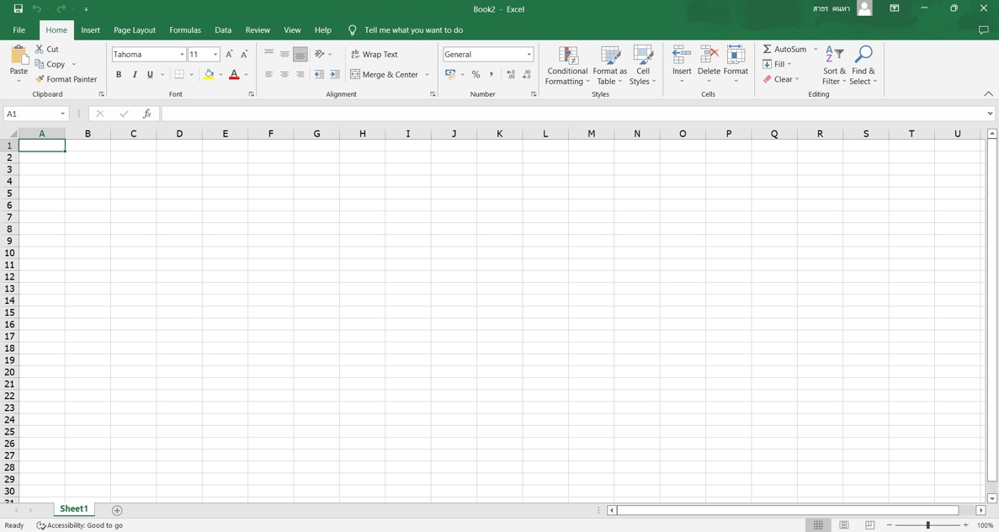 Book2 - Excel
สาธร คนหา
File Home Insert Page Layout Formulas Data Review View Help Tell me what you want to do
Paste
Cut
Copy
Format Painter
Clipboard
Tahoma 11
B I U
Font
Wrap Text
Merge & Center
Alignment
General
% ,
Number
Conditional Formatting
Format as Table
Cell Styles
Styles
Insert Delete Format
Cells
AutoSum
Fill
Clear
Sort & Filter
Find & Select
Editing
A1 fx
A B C D E F G H I J K L M N O P Q R S T U
1
2
3
4
5
6
7
8
9
10
11
12
13
14
15
16
17
18
19
20
21
22
23
24
25
26
27
28
29
30
31
Sheet1
Ready Accessibility: Good to go 100%